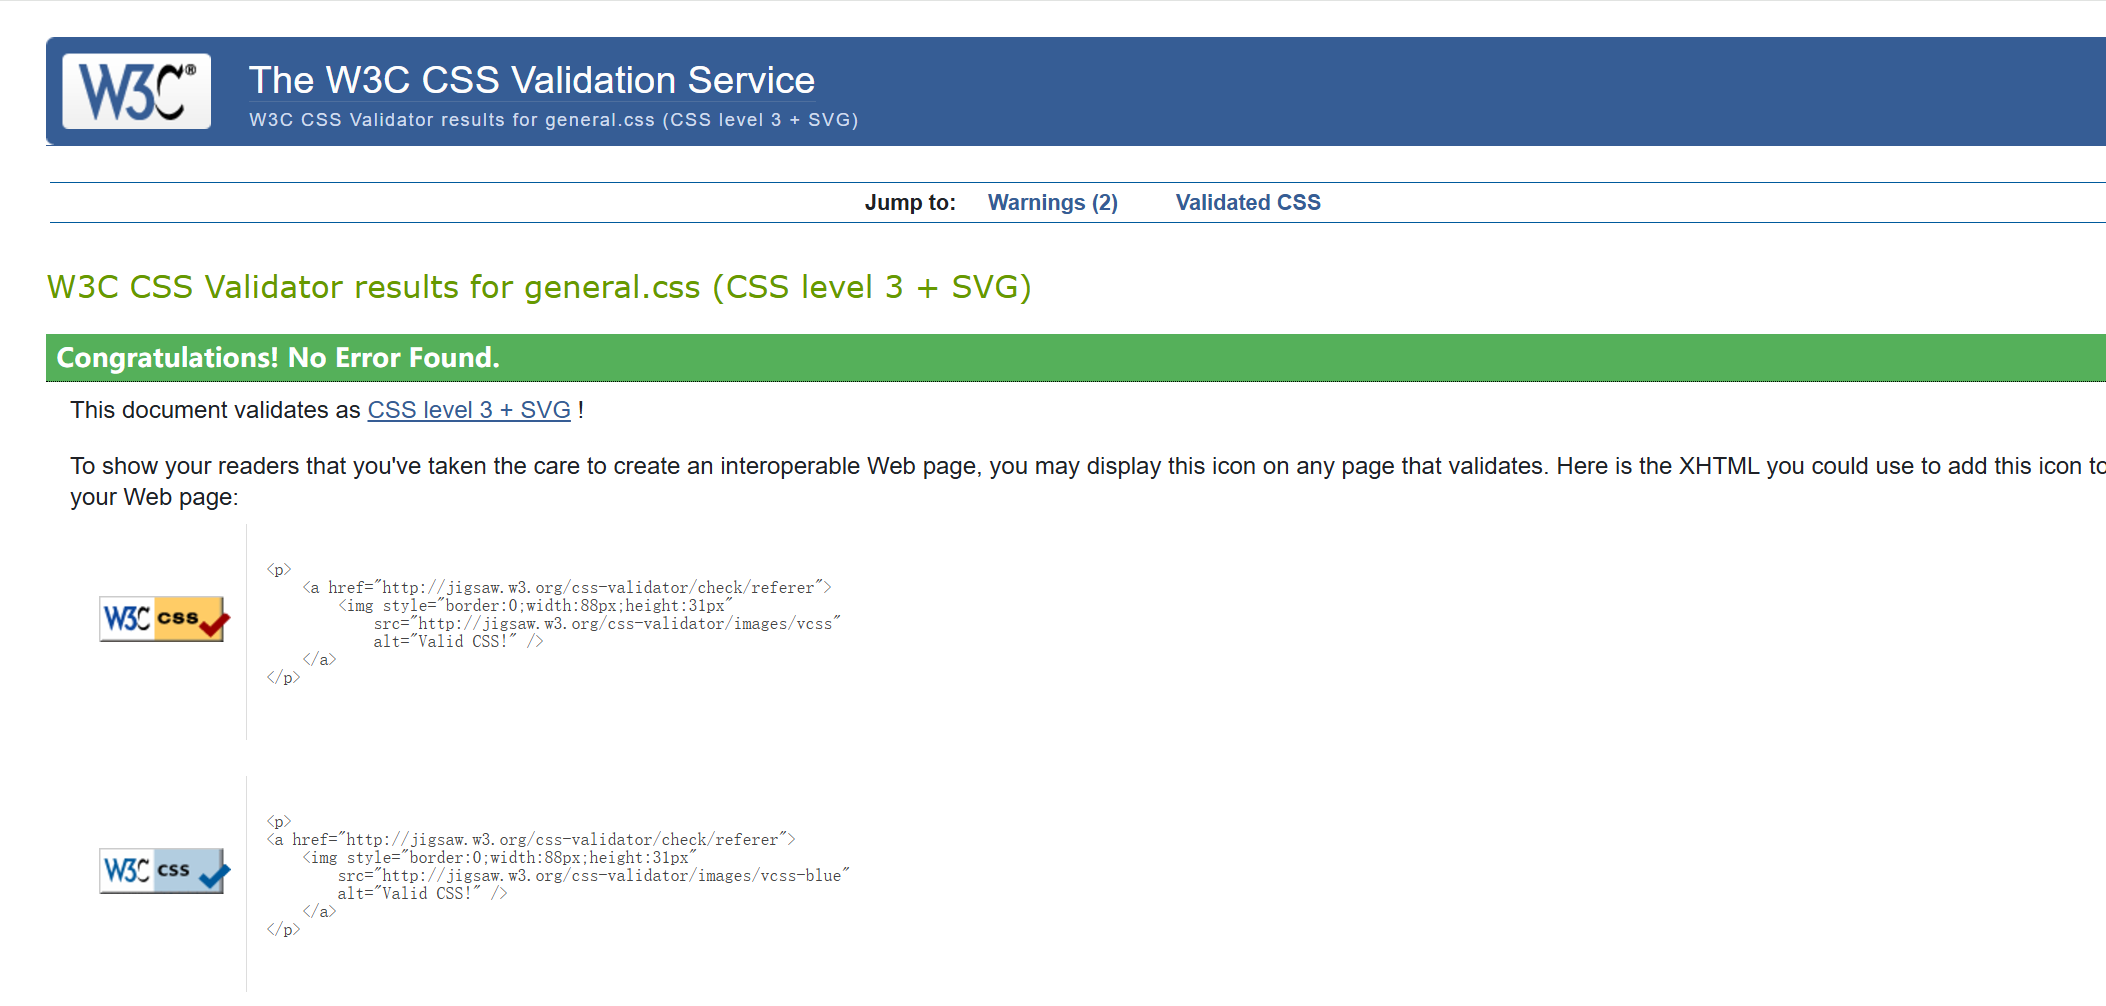 W3C®
The W3C CSS Validation Service
W3C CSS Validator results for general.css (CSS level 3 + SVG)
Jump to: Warnings (2) Validated CSS
W3C CSS Validator results for general.css (CSS level 3 + SVG)
Congratulations! No Error Found.
This document validates as CSS level 3 + SVG !
To show your readers that you've taken the care to create an interoperable Web page, you may display this icon on any page that validates. Here is the XHTML you could use to add this icon to
your Web page:
W3C css
<p>
    <a href="http://jigsaw.w3.org/css-validator/check/referer">
        <img style="border:0;width:88px;height:31px"
            src="http://jigsaw.w3.org/css-validator/images/vcss"
            alt="Valid CSS!" />
    </a>
</p>
W3C css
<p>
<a href="http://jigsaw.w3.org/css-validator/check/referer">
    <img style="border:0;width:88px;height:31px"
        src="http://jigsaw.w3.org/css-validator/images/vcss-blue"
        alt="Valid CSS!" />
    </a>
</p>